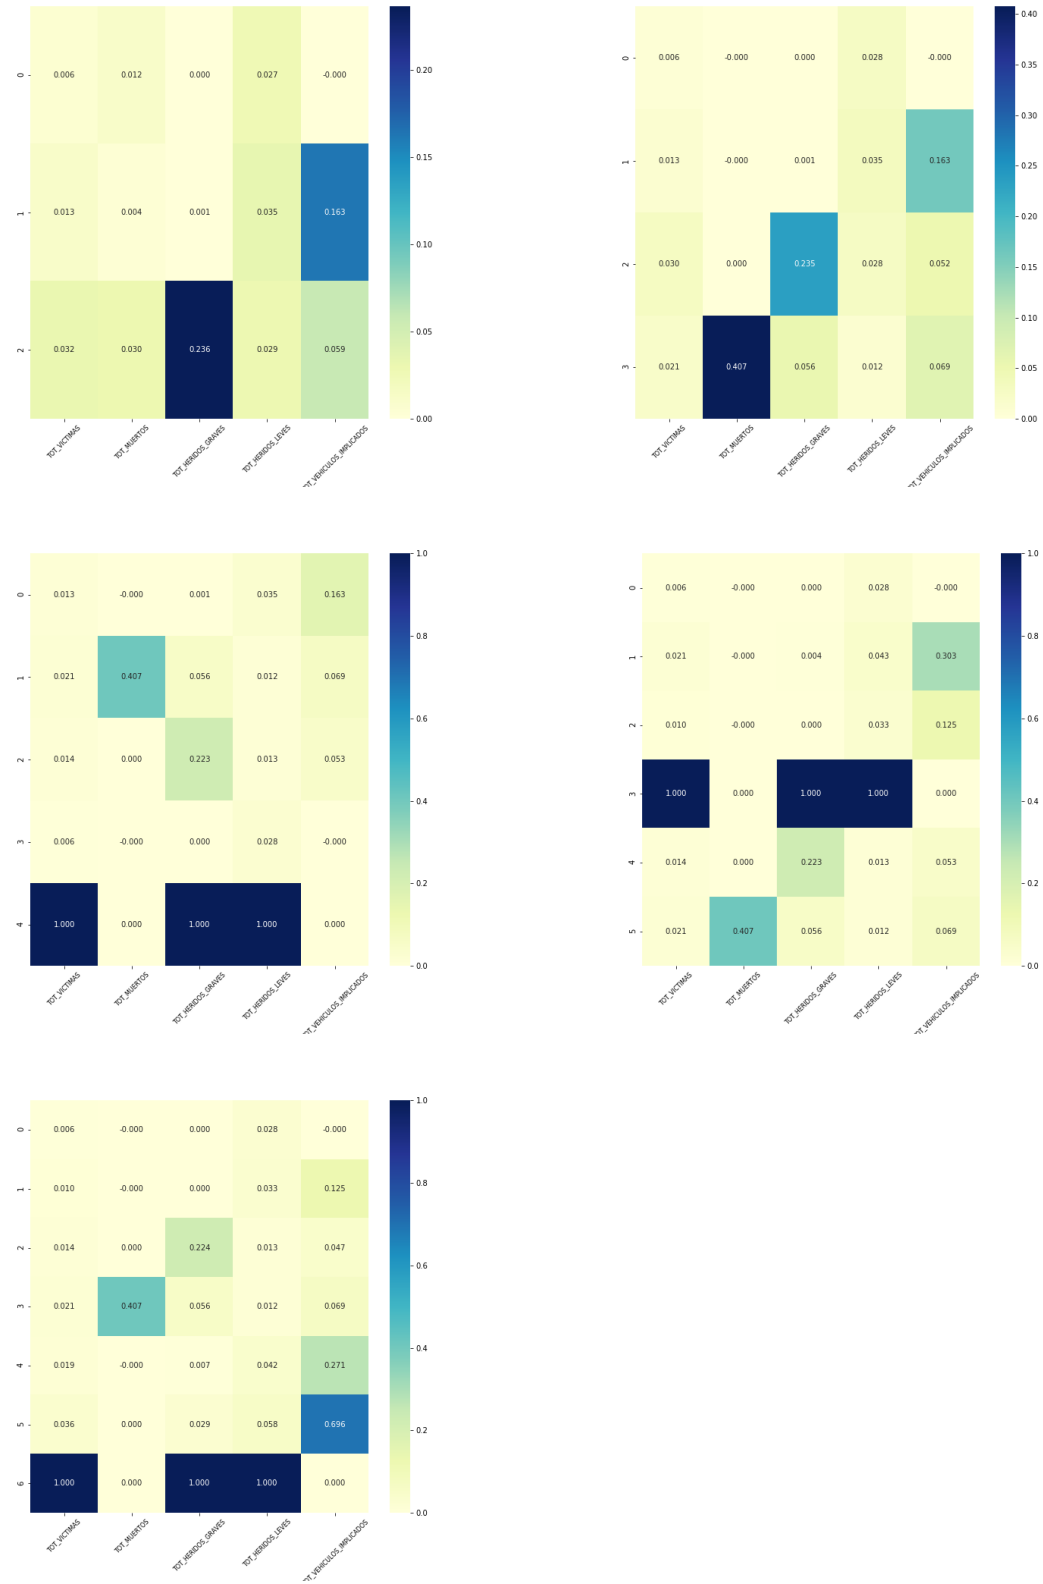 0 0.006 0.012 0.000 0.027 -0.000
1 0.013 0.004 0.001 0.035 0.163
2 0.032 0.030 0.236 0.029 0.059
TOT_VICTIMAS TOT_MUERTOS TOT_HERIDOS_GRAVES TOT_HERIDOS_LEVES OT_VEHICULOS_IMPLICADOS
0.20
0.15
0.10
0.05
0.00
0 0.006 -0.000 0.000 0.028 -0.000
1 0.013 -0.000 0.001 0.035 0.163
2 0.030 0.000 0.235 0.028 0.052
3 0.021 0.407 0.056 0.012 0.069
TOT_VICTIMAS TOT_MUERTOS TOT_HERIDOS_GRAVES TOT_HERIDOS_LEVES OT_VEHICULOS_IMPLICADOS
0.40
0.35
0.30
0.25
0.20
0.15
0.10
0.05
0.00
0 0.013 -0.000 0.001 0.035 0.163
1 0.021 0.407 0.056 0.012 0.069
2 0.014 0.000 0.223 0.013 0.053
3 0.006 -0.000 0.000 0.028 -0.000
4 1.000 0.000 1.000 1.000 0.000
TOT_VICTIMAS TOT_MUERTOS TOT_HERIDOS_GRAVES TOT_HERIDOS_LEVES OT_VEHICULOS_IMPLICADOS
1.0
0.8
0.6
0.4
0.2
0.0
0 0.006 -0.000 0.000 0.028 -0.000
1 0.021 -0.000 0.004 0.043 0.303
2 0.010 -0.000 0.000 0.033 0.125
3 1.000 0.000 1.000 1.000 0.000
4 0.014 0.000 0.223 0.013 0.053
5 0.021 0.407 0.056 0.012 0.069
TOT_VICTIMAS TOT_MUERTOS TOT_HERIDOS_GRAVES TOT_HERIDOS_LEVES OT_VEHICULOS_IMPLICADOS
1.0
0.8
0.6
0.4
0.2
0.0
0 0.006 -0.000 0.000 0.028 -0.000
1 0.010 -0.000 0.000 0.033 0.125
2 0.014 0.000 0.224 0.013 0.047
3 0.021 0.407 0.056 0.012 0.069
4 0.019 -0.000 0.007 0.042 0.271
5 0.036 0.000 0.029 0.058 0.696
6 1.000 0.000 1.000 1.000 0.000
TOT_VICTIMAS TOT_MUERTOS TOT_HERIDOS_GRAVES TOT_HERIDOS_LEVES OT_VEHICULOS_IMPLICADOS
1.0
0.8
0.6
0.4
0.2
0.0